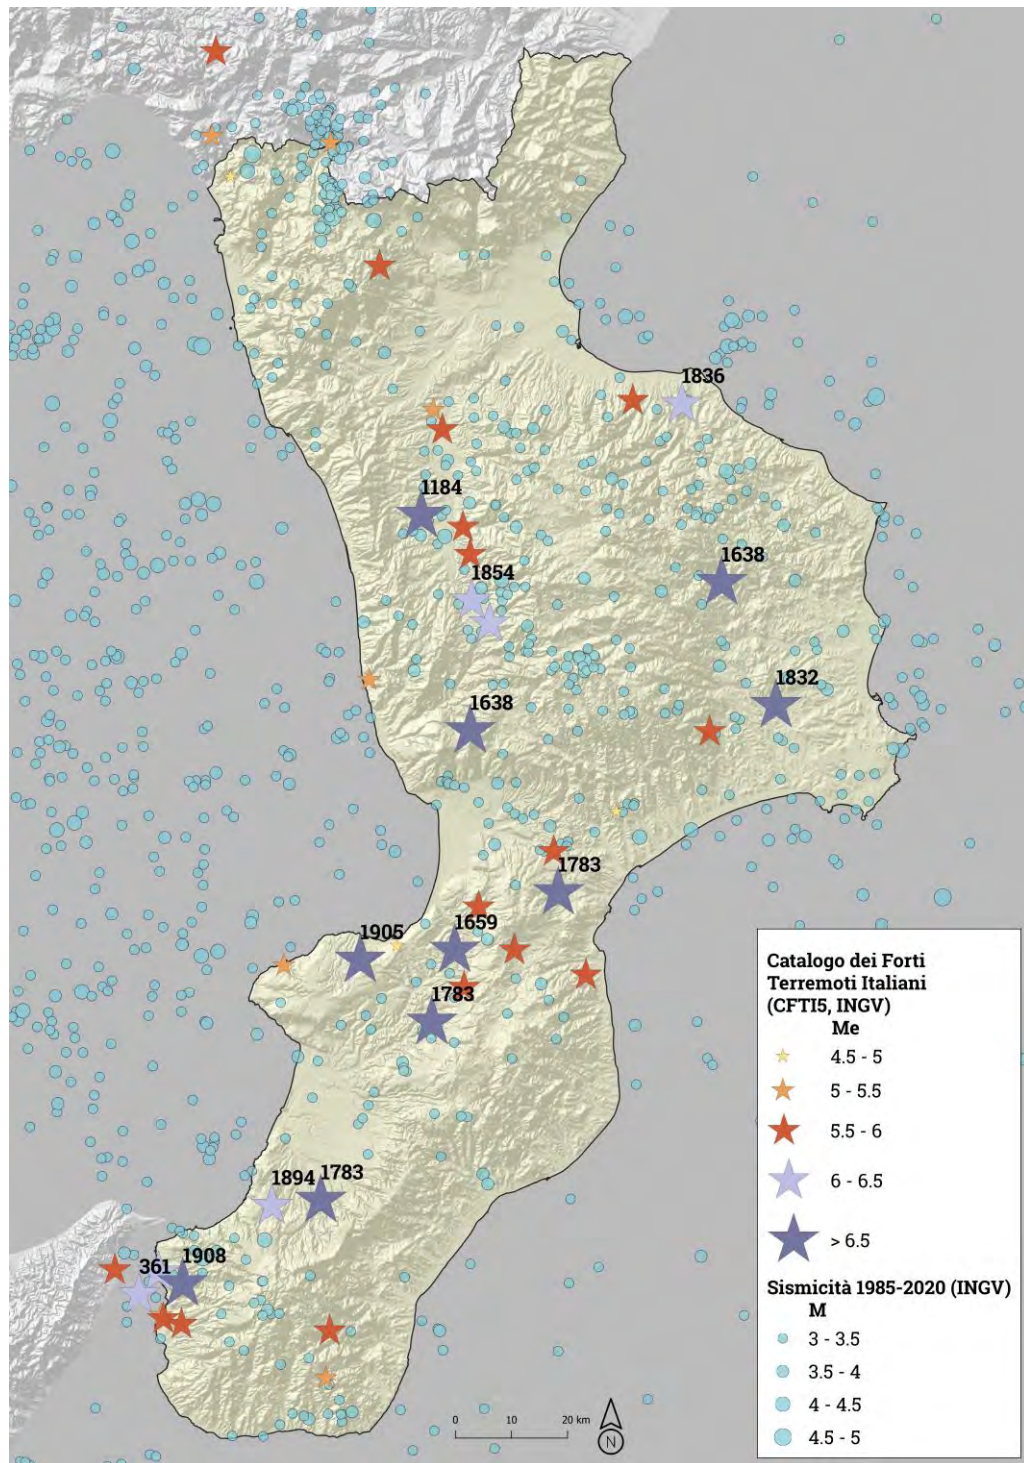 1836
1184
1638
1854
1832
1638
1783
1659
1905
1783
1894
1783
1908
361
Catalogo dei Forti
Terremoti Italiani
(CFTI5, INGV)
Me
4.5 - 5
5 - 5.5
5.5 - 6
6 - 6.5
> 6.5
Sismicità 1985-2020 (INGV)
M
3 - 3.5
3.5 - 4
4 - 4.5
4.5 - 5
0 10 20 km
N